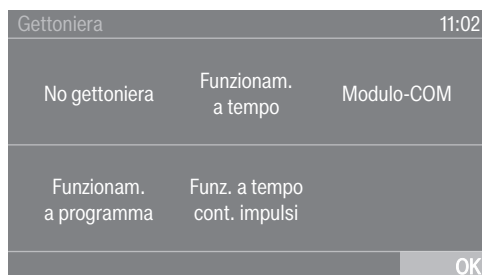 Gettoniera 11:02
No gettoniera
Funzionam.
a tempo
Modulo-COM
Funzionam.
a programma
Funz. a tempo
cont. impulsi
OK